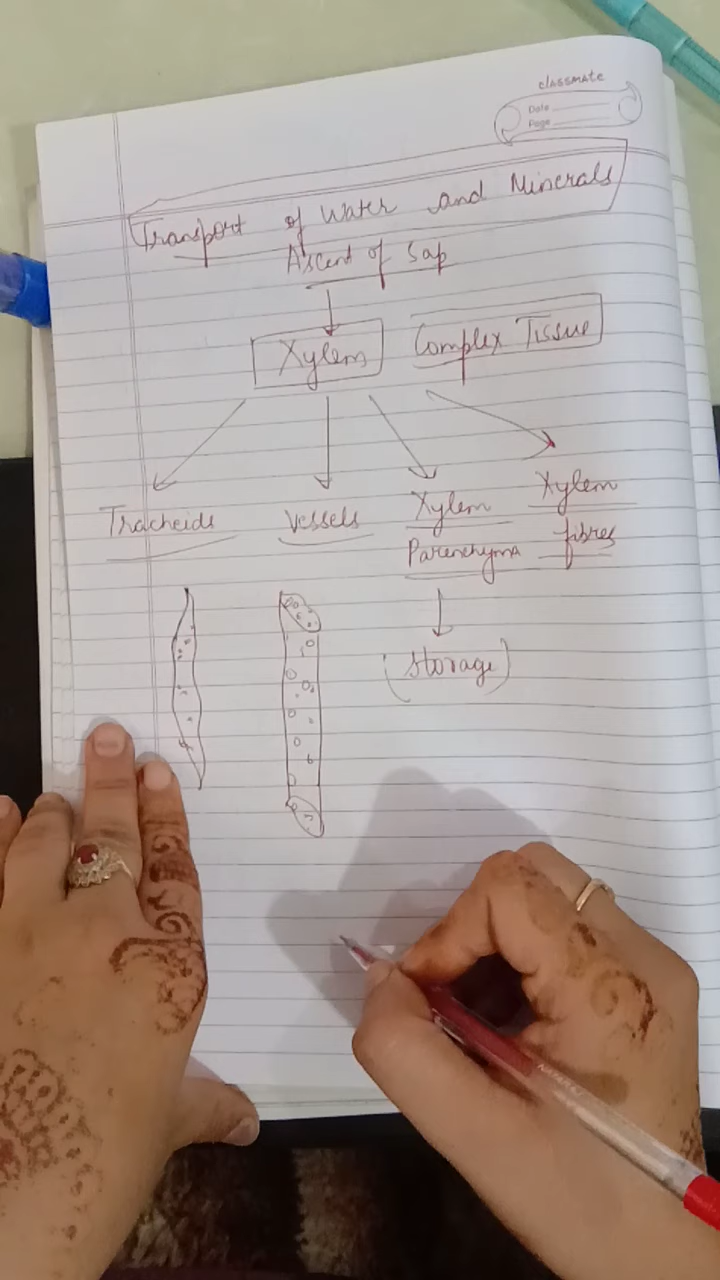 classmate
Date
Page
Transport of Water and Minerals
Ascent of Sap
Xylem
Complex Tissue
Tracheids
Vessels
Xylem Parenchyma
Xylem fibres
(Storage)